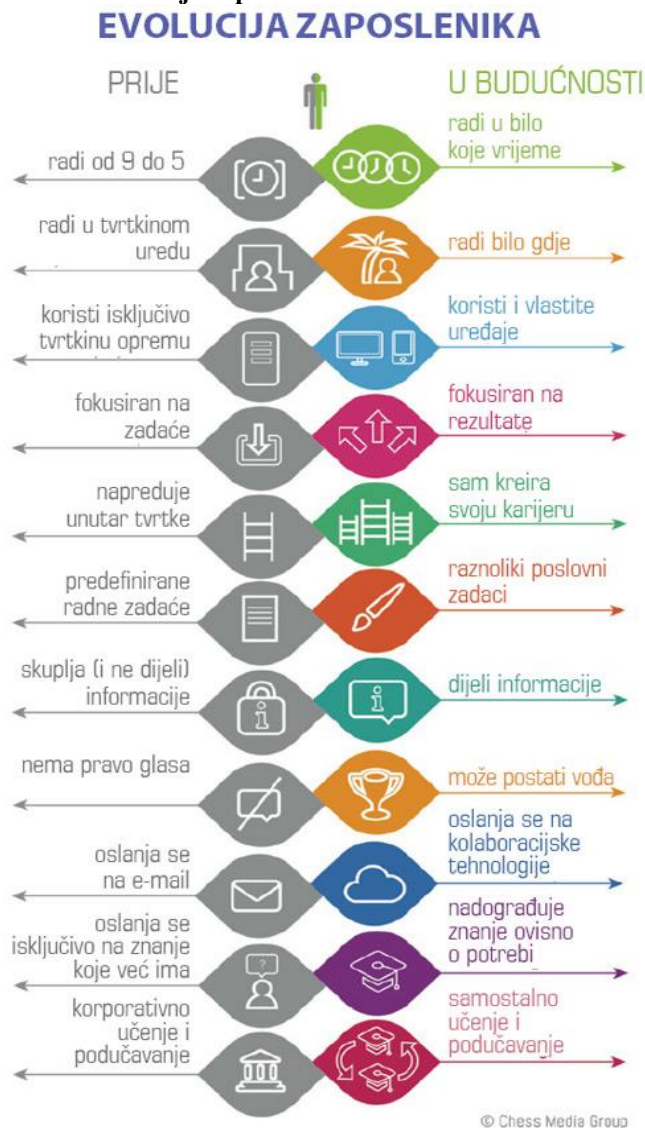 EVOLUCIJA ZAPOSLENIKA
PRIJE
U BUDUĆNOSTI
radi od 9 do 5
radi u bilo
koje vrijeme
radi u tvrtkinom
uredu
radi bilo gdje
koristi isključivo
tvrtkinu opremu
koristi i vlastite
uređaje
fokusiran na
zadaće
fokusiran na
rezultate
napreduje
unutar tvrtke
sam kreira
svoju karijeru
predefinirane
radne zadaće
raznoliki poslovni
zadaci
skuplja (i ne dijeli)
informacije
dijeli informacije
nema pravo glasa
može postati vođa
oslanja se
na e-mail
oslanja se na
kolaboracijske
tehnologije
oslanja se
isključivo na znanje
koje već ima
nadograđuje
znanje ovisno
o potrebi
korporativno
učenje i
podučavanje
samostalno
učenje i
podučavanje
© Chess Media Group